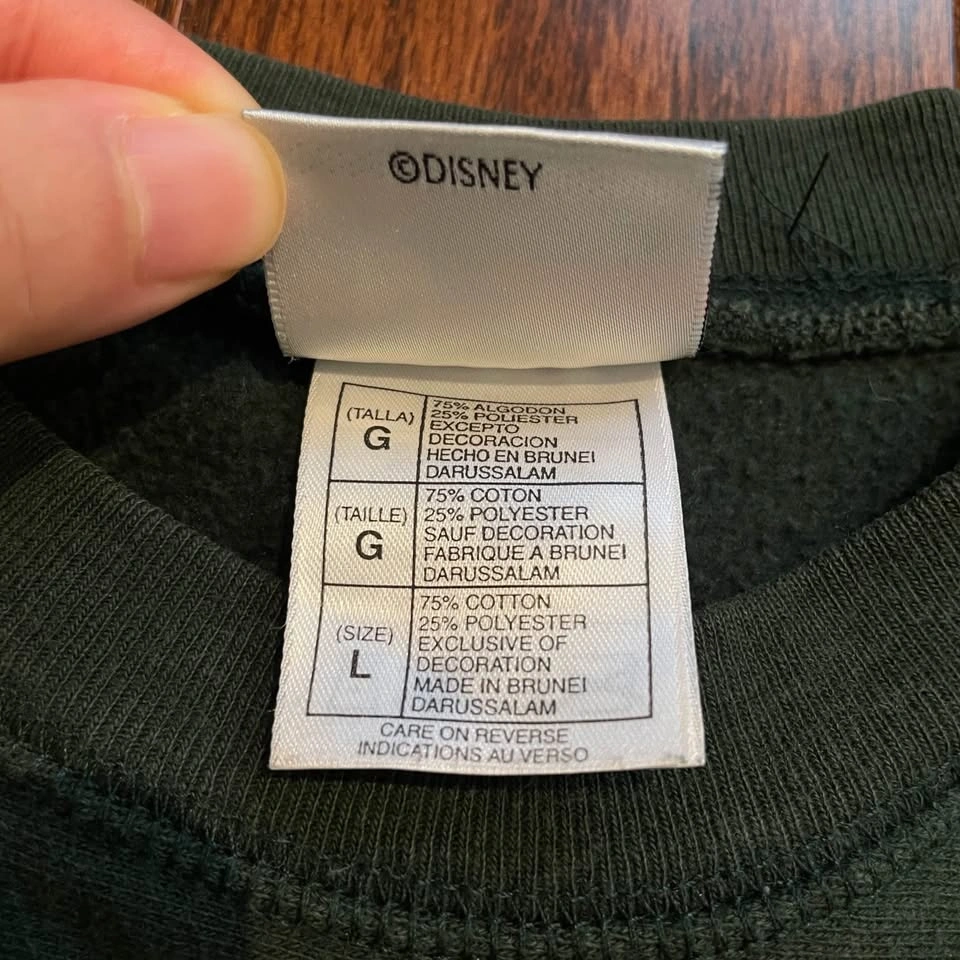 ©DISNEY
(TALLA)
G
75% ALGODON
25% POLIESTER
EXCEPTO
DECORACION
HECHO EN BRUNEI
DARUSSALAM
(TAILLE)
G
75% COTON
25% POLYESTER
SAUF DECORATION
FABRIQUE A BRUNEI
DARUSSALAM
(SIZE)
L
75% COTTON
25% POLYESTER
EXCLUSIVE OF
DECORATION
MADE IN BRUNEI
DARUSSALAM
CARE ON REVERSE
INDICATIONS AU VERSO